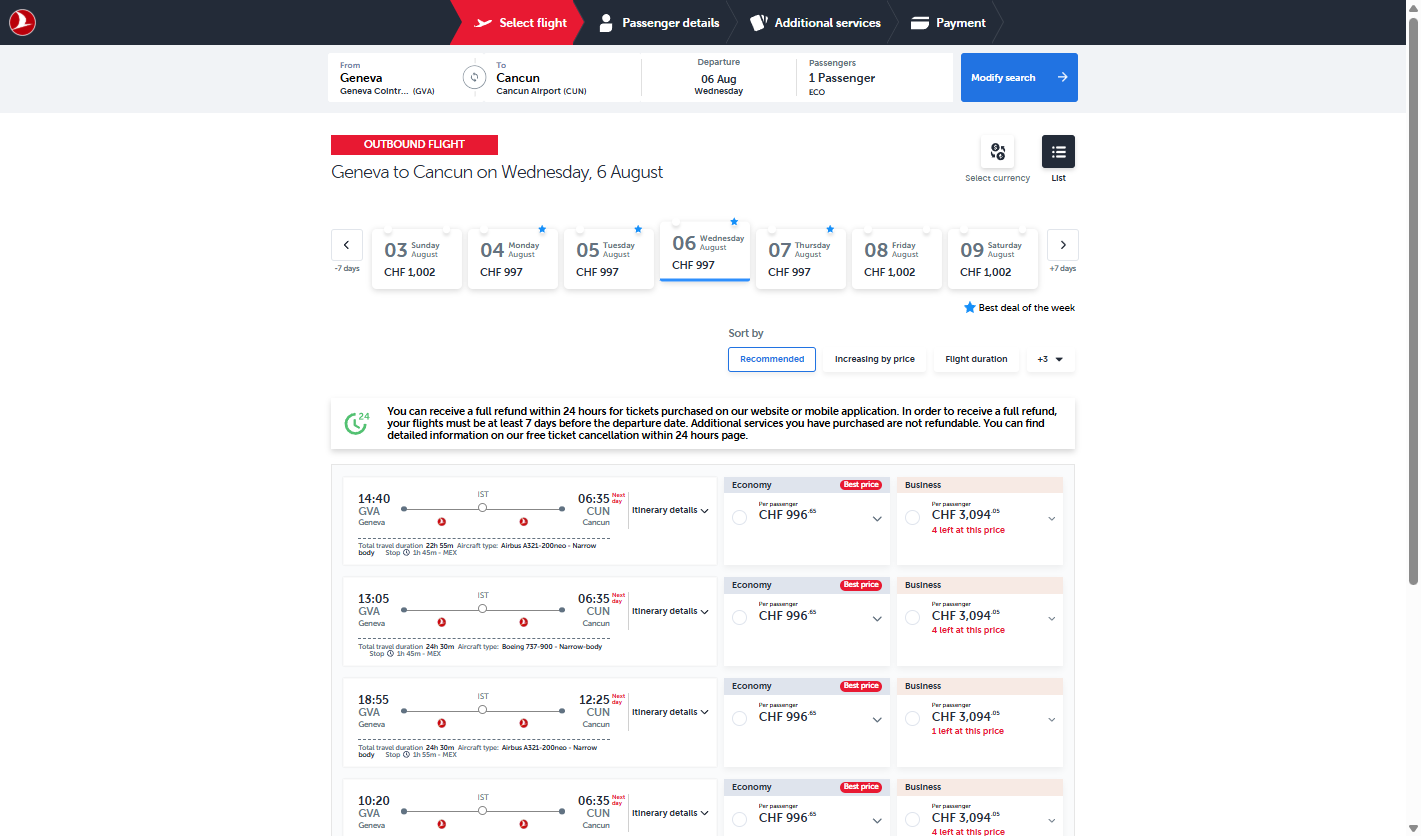 Select flight
Passenger details
Additional services
Payment
From
Geneva
Geneva Cointr... (GVA)
To
Cancun
Cancun Airport (CUN)
Departure
06 Aug
Wednesday
Passengers
1 Passenger
ECO
Modify search
OUTBOUND FLIGHT
Geneva to Cancun on Wednesday, 6 August
Select currency
List
-7 days
03 Sunday August
CHF 1,002
04 Monday August
CHF 997
05 Tuesday August
CHF 997
06 Wednesday August
CHF 997
07 Thursday August
CHF 997
08 Friday August
CHF 1,002
09 Saturday August
CHF 1,002
+7 days
Best deal of the week
Sort by
Recommended
Increasing by price
Flight duration
+3
24
You can receive a full refund within 24 hours for tickets purchased on our website or mobile application. In order to receive a full refund,
your flights must be at least 7 days before the departure date. Additional services you have purchased are not refundable. You can find
detailed information on our free ticket cancellation within 24 hours page.
14:40
GVA
Geneva
IST
06:35 Next day
CUN
Cancun
Itinerary details
Total travel duration 22h 55m Aircraft type: Airbus A321-200neo - Narrow
body Stop 1h 45m - MEX
Economy
Best price
Per passenger
CHF 996.65
Business
Per passenger
CHF 3,094.05
4 left at this price
13:05
GVA
Geneva
IST
06:35 Next day
CUN
Cancun
Itinerary details
Total travel duration 24h 30m Aircraft type: Boeing 737-900 - Narrow-body
Stop 1h 45m - MEX
Economy
Best price
Per passenger
CHF 996.65
Business
Per passenger
CHF 3,094.05
4 left at this price
18:55
GVA
Geneva
IST
12:25 Next day
CUN
Cancun
Itinerary details
Total travel duration 24h 30m Aircraft type: Airbus A321-200neo - Narrow
body Stop 1h 55m - MEX
Economy
Best price
Per passenger
CHF 996.65
Business
Per passenger
CHF 3,094.05
1 left at this price
10:20
GVA
Geneva
IST
06:35 Next day
CUN
Cancun
Itinerary details
Economy
Best price
Per passenger
CHF 996.65
Business
Per passenger
CHF 3,094.05
4 left at this price